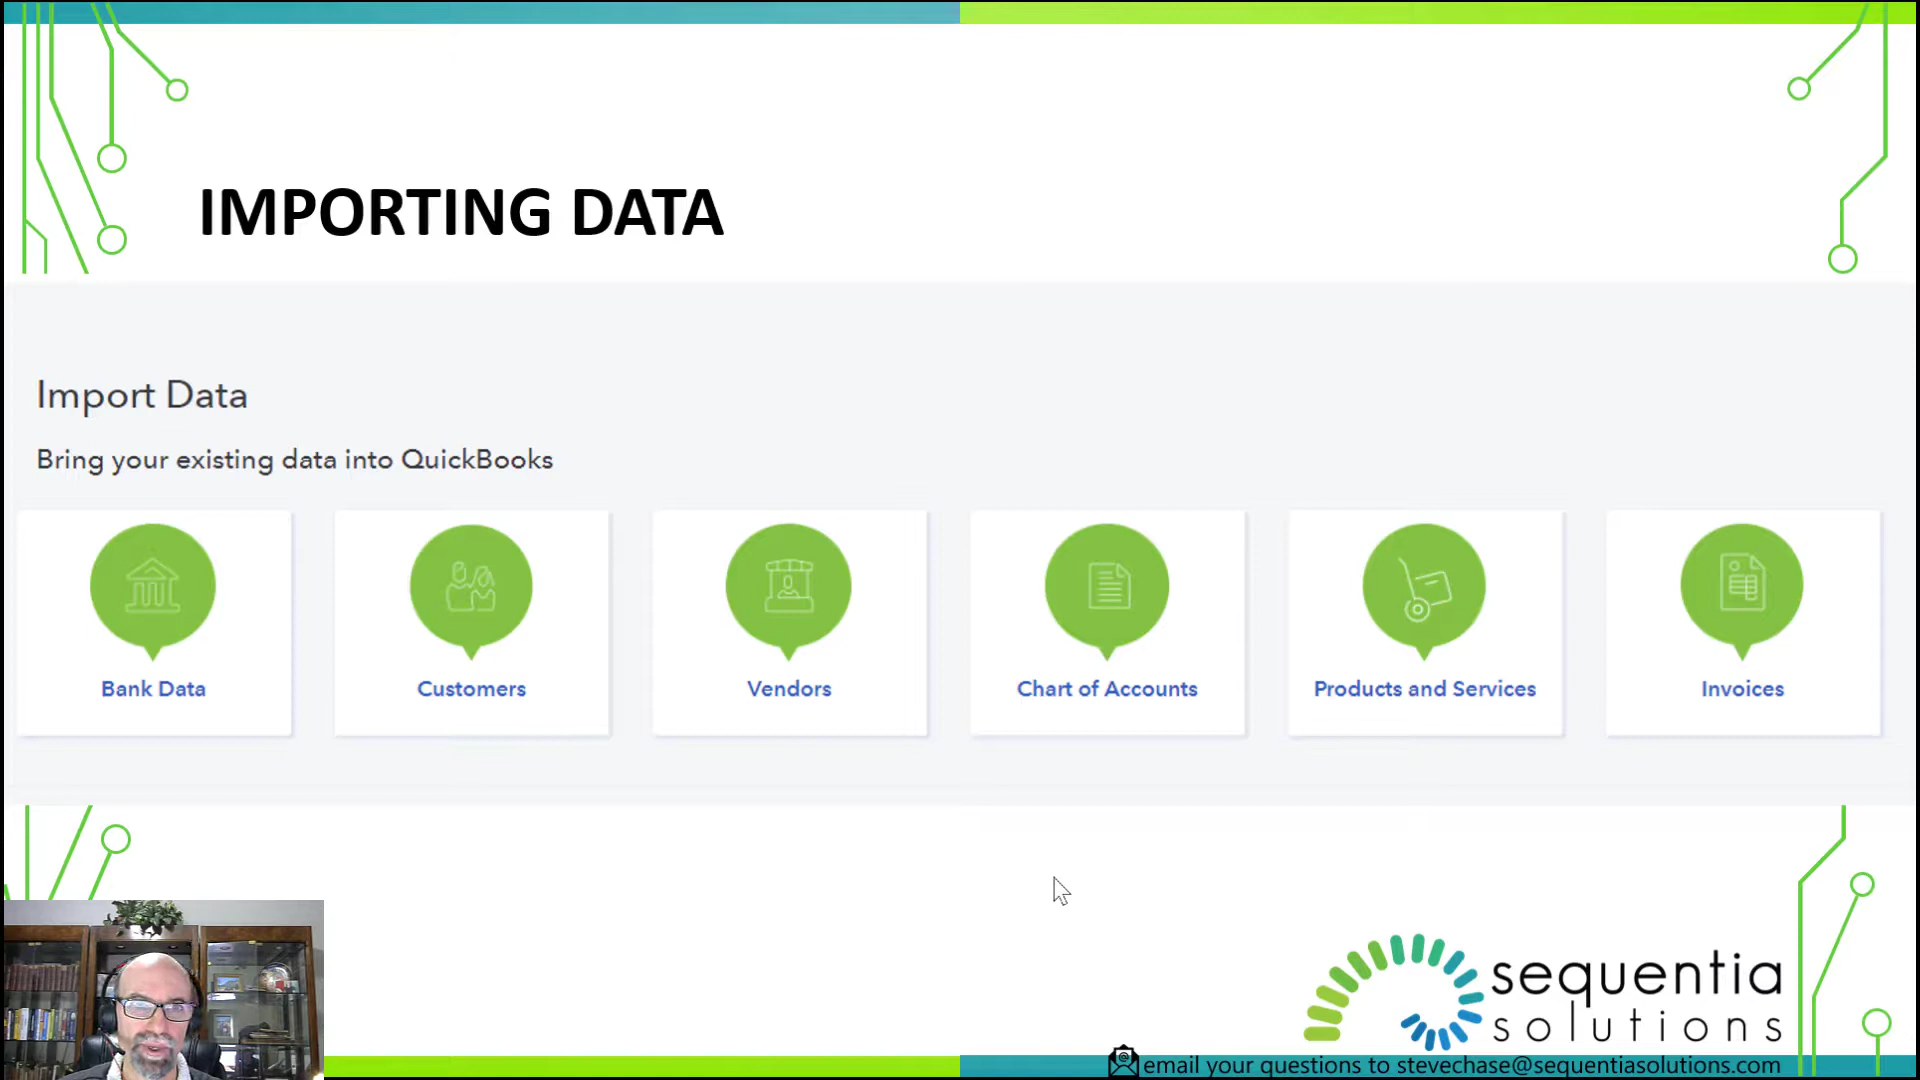 IMPORTING DATA
Import Data
Bring your existing data into QuickBooks
Bank Data
Customers
Vendors
Chart of Accounts
Products and Services
Invoices
sequentia
solutions
email your questions to stevechase@sequentiasolutions.com